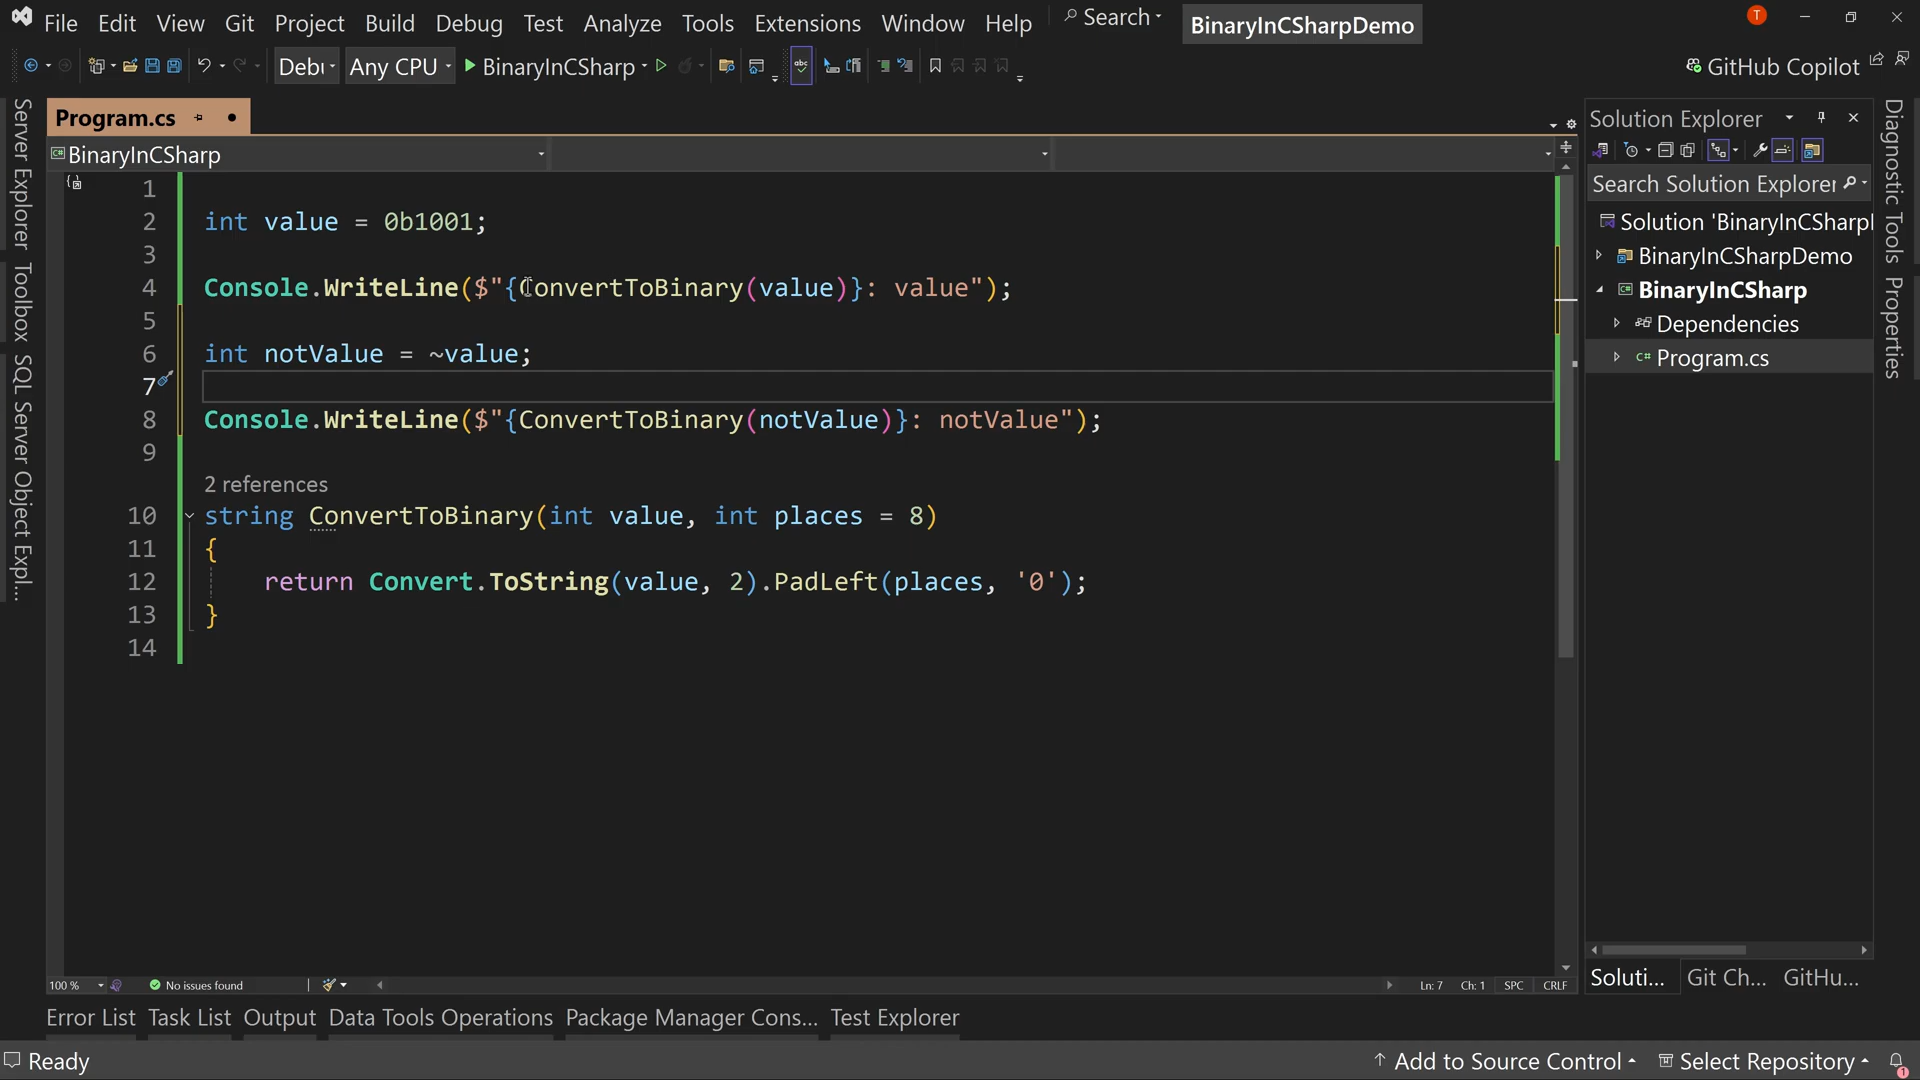 File Edit View Git Project Build Debug Test Analyze Tools Extensions Window Help Search BinaryInCSharpDemo T
Any CPU BinaryInCSharp abc GitHub Copilot
Server Explorer
Toolbox
SQL Server Object Expl...
Program.cs
BinaryInCSharp
1
2 int value = 0b1001;
3
4 Console.WriteLine($"{ConvertToBinary(value)}: value");
5
6 int notValue = ~value;
7
8 Console.WriteLine($"{ConvertToBinary(notValue)}: notValue");
9
2 references
10 string ConvertToBinary(int value, int places = 8)
11 {
12 return Convert.ToString(value, 2).PadLeft(places, '0');
13 }
14
100 % No issues found Ln: 7 Ch: 1 SPC CRLF
Solution Explorer
Search Solution Explorer
Solution 'BinaryInCSharp
BinaryInCSharpDemo
BinaryInCSharp
Dependencies
C# Program.cs
Soluti... Git Ch... GitHu...
Diagnostic Tools
Properties
Error List Task List Output Data Tools Operations Package Manager Cons... Test Explorer
Ready Add to Source Control Select Repository 1